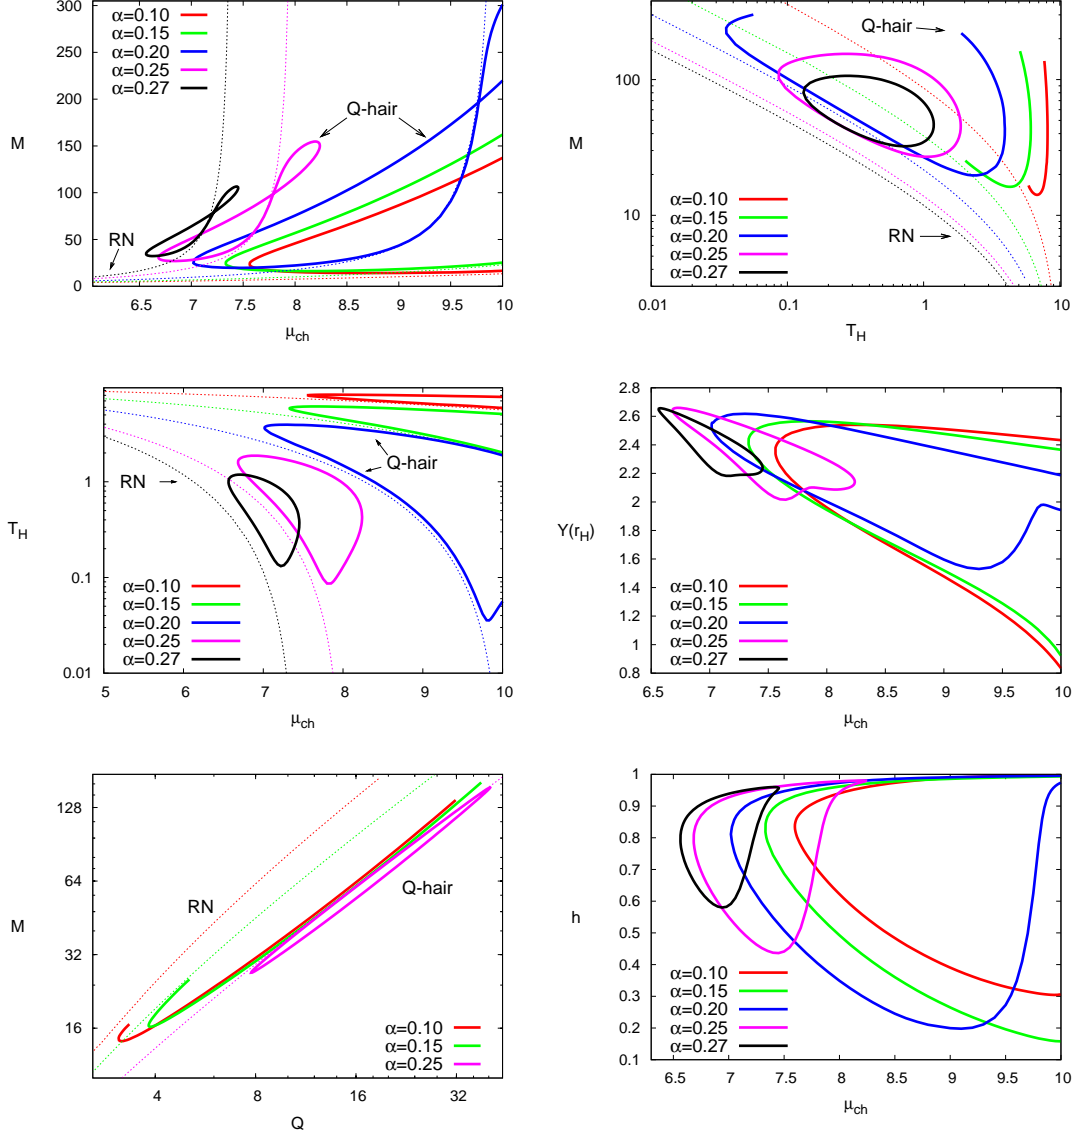 300
250
200
150
100
50
0
6.5
7
7.5
8
8.5
9
9.5
10
M
μch
α=0.10
α=0.15
α=0.20
α=0.25
α=0.27
Q-hair
RN
100
10
0.01
0.1
1
10
M
TH
Q-hair
α=0.10
α=0.15
α=0.20
α=0.25
α=0.27
RN
1
0.1
0.01
5
6
7
8
9
10
TH
μch
RN
Q-hair
α=0.10
α=0.15
α=0.20
α=0.25
α=0.27
2.8
2.6
2.4
2.2
2
1.8
1.6
1.4
1.2
1
0.8
6.5
7
7.5
8
8.5
9
9.5
10
Y(rH)
μch
α=0.10
α=0.15
α=0.20
α=0.25
α=0.27
128
64
32
16
4
8
16
32
M
Q
RN
Q-hair
α=0.10
α=0.15
α=0.25
1
0.9
0.8
0.7
0.6
0.5
0.4
0.3
0.2
0.1
6.5
7
7.5
8
8.5
9
9.5
10
h
μch
α=0.10
α=0.15
α=0.20
α=0.25
α=0.27